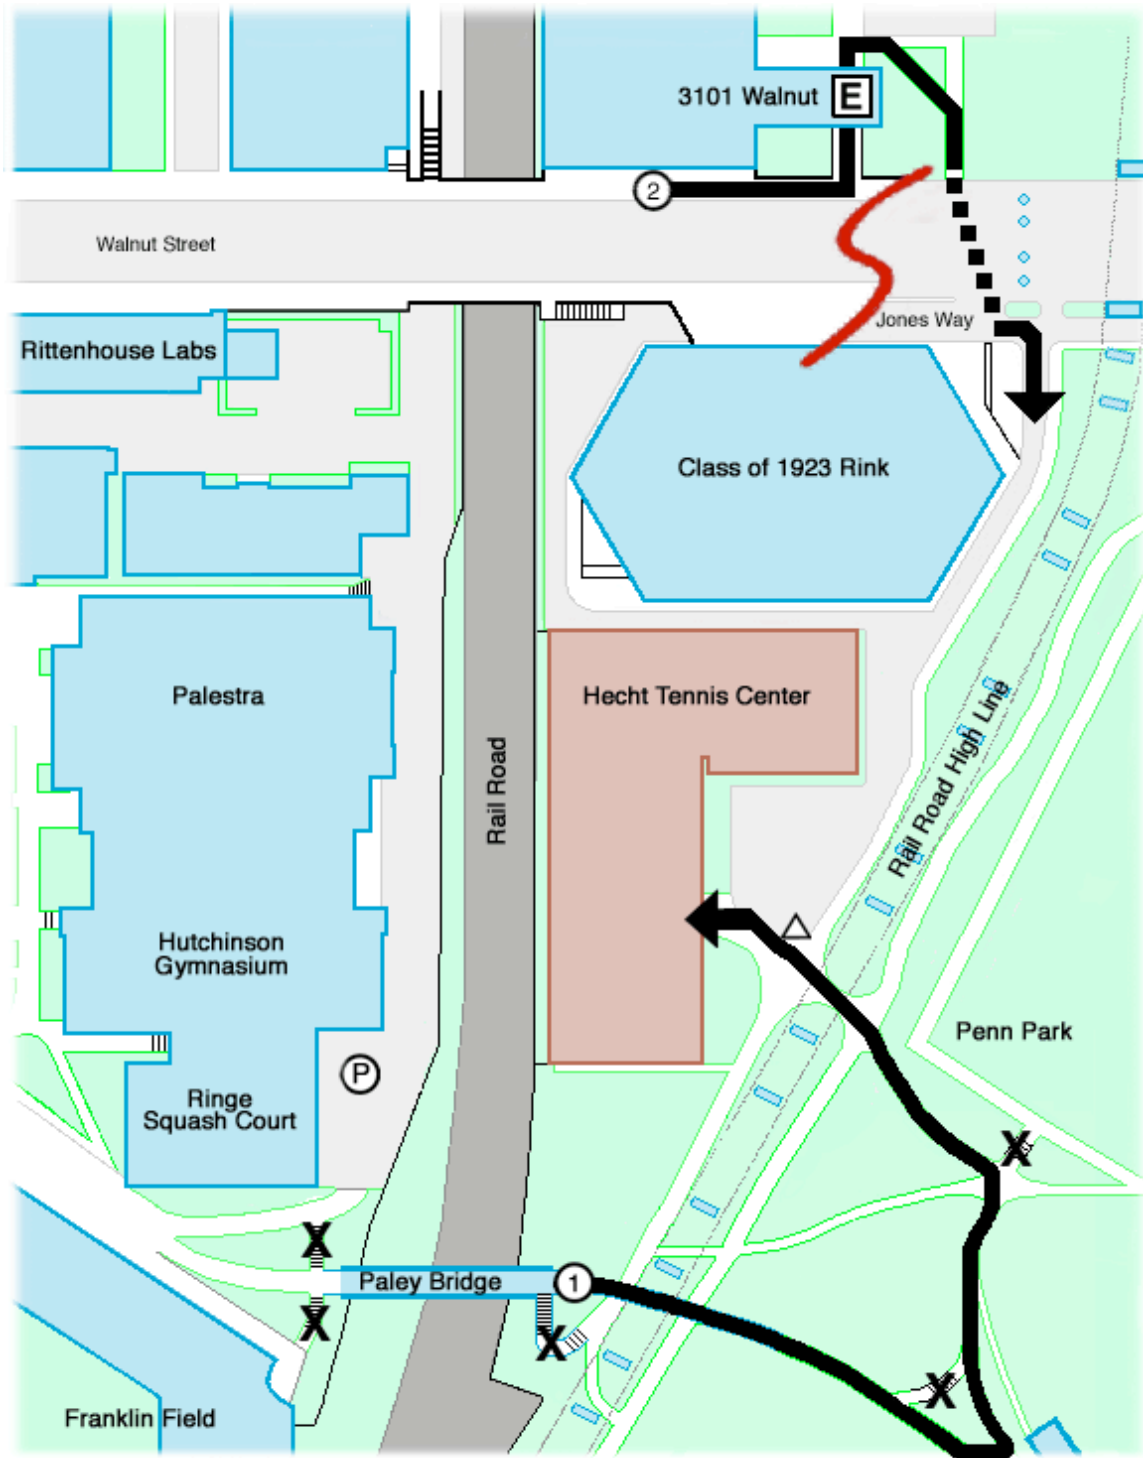 3101 Walnut
E
2
Walnut Street
Jones Way
Rittenhouse Labs
Class of 1923 Rink
Palestra
Hecht Tennis Center
Rail Road
Rail Road High Line
Hutchinson
Gymnasium
Penn Park
P
Ringe
Squash Court
X
X
Paley Bridge
1
X
X
X
Franklin Field